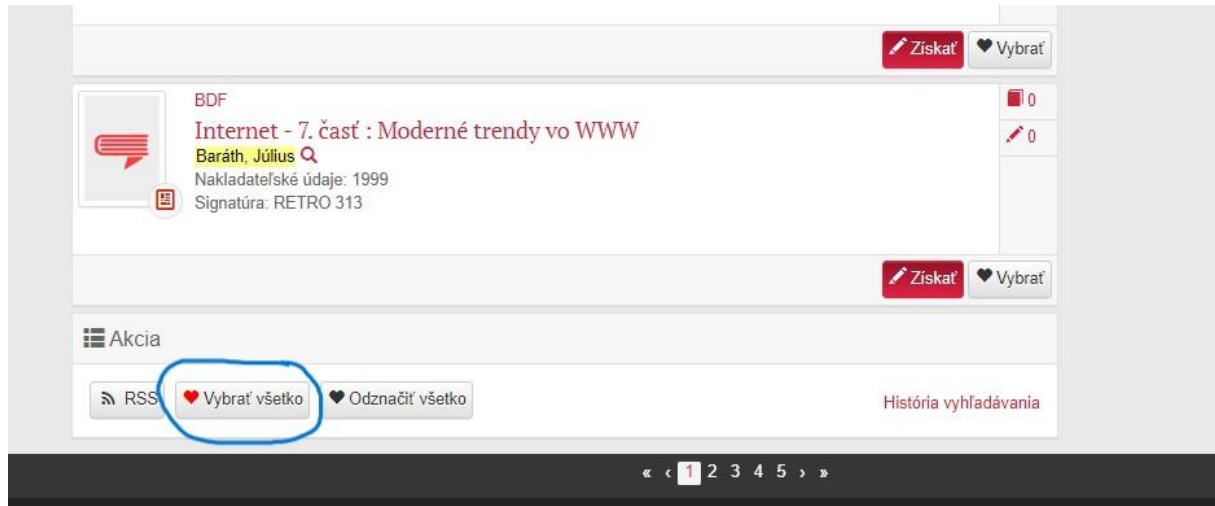 Získať Vybrať
BDF 0
Internet - 7. časť : Moderné trendy vo WWW 0
Baráth, Július
Nakladateľské údaje: 1999
Signatúra: RETRO 313
Získať Vybrať
Akcia
RSS Vybrať všetko Odznačiť všetko História vyhľadávania
« ‹ 1 2 3 4 5 › »